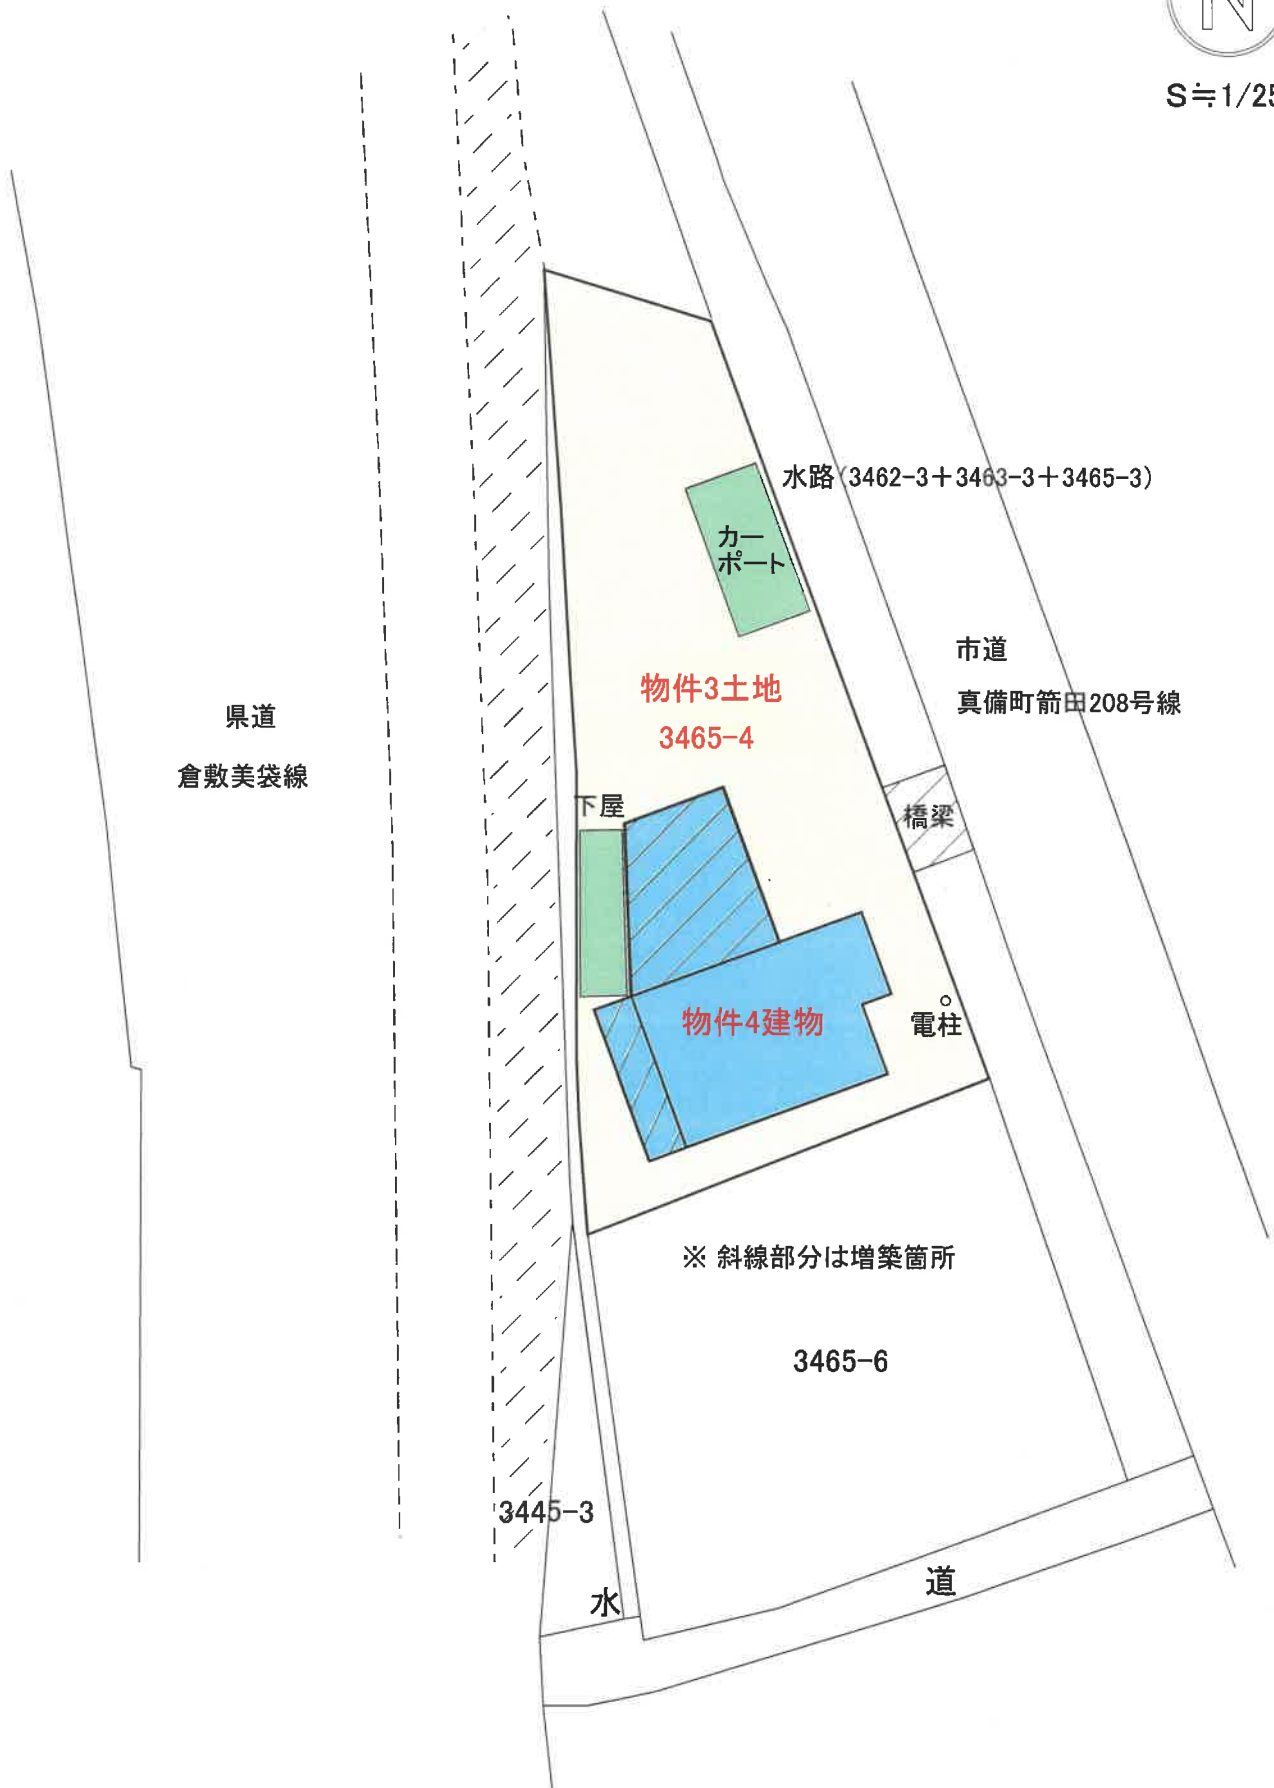 N
S≒1/25
水路(3462-3+3463-3+3465-3)
カー
ポート
市道
真備町箭田208号線
物件3土地
3465-4
県道
倉敷美袋線
下屋
橋梁
物件4建物
電柱
※ 斜線部分は増築箇所
3465-6
3445-3
水
道